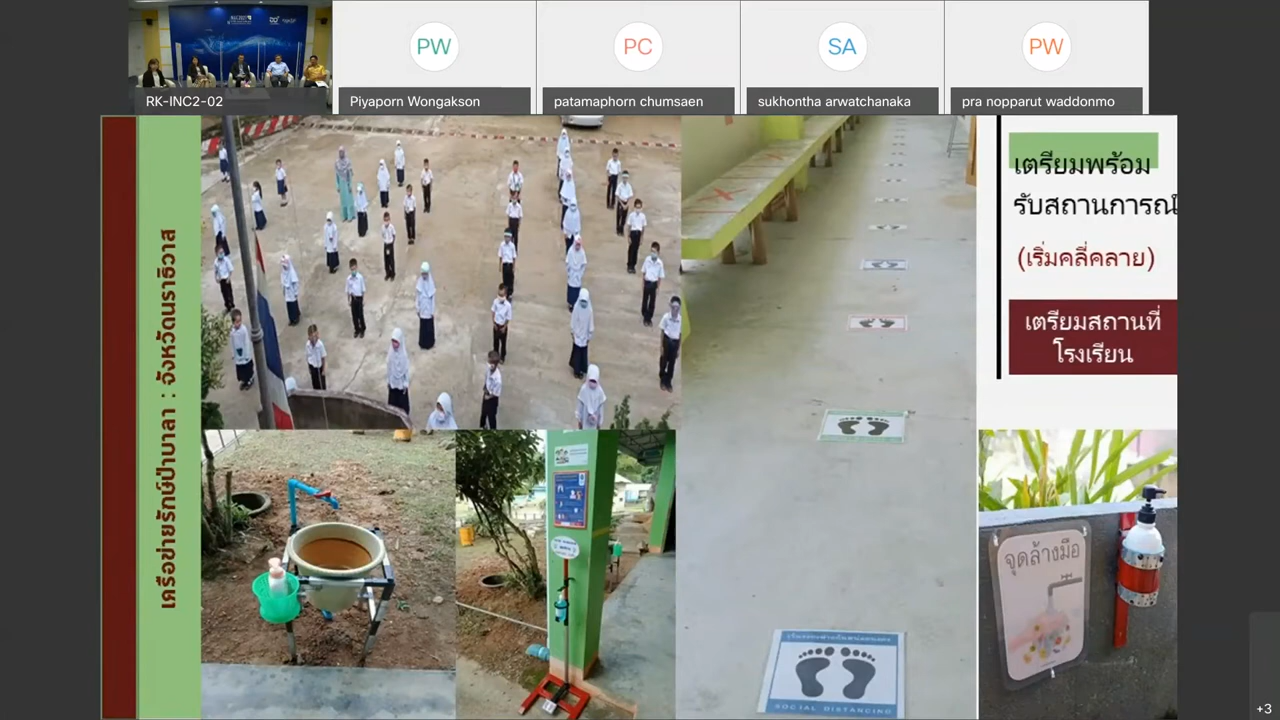 PW
PC
SA
PW
RK-INC2-02
Piyaporn Wongakson
patamaphorn chumsaen
sukhontha arwatchanaka
pra nopparut waddonmo
เครือข่ายรักษ์ป่าบาลา : จังหวัดนราธิวาส
เตรียมพร้อม
รับสถานการณ์
(เริ่มคลี่คลาย)
เตรียมสถานที่
โรงเรียน
จุดล้างมือ
SOCIAL DISTANCING
+3